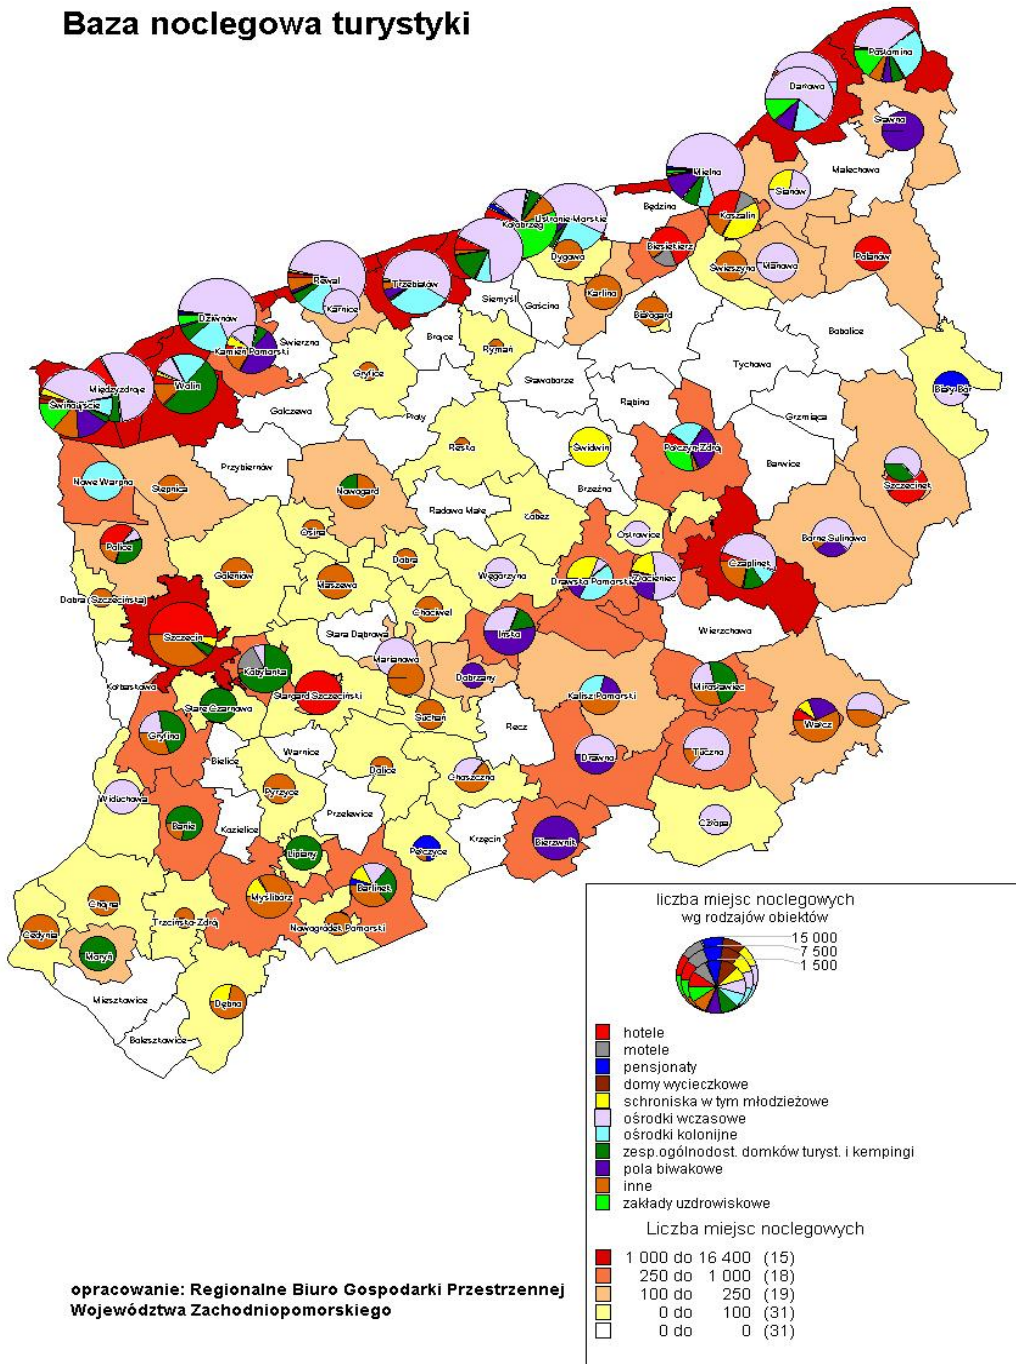 Baza noclegowa turystyki
Postomino
Darłowo
Sławno
Malechowo
Mielno
Sianów
Będzino
Koszalin
Kołobrzeg
Ustronie Morskie
Biesiekierz
Dygowo
Świeszyno
Manowo
Polanów
Rewal
Trzebiatów
Karlino
Siemyśl
Gościno
Karnice
Białogard
Dziwnów
Bobolice
Świerzno
Brojce
Rymań
Kamień Pomorski
Tychowo
Gryfice
Sławoborze
Międzyzdroje
Wolin
Rąbino
Biały Bór
Świnoujście
Golczewo
Płoty
Grzmiąca
Resko
Świdwin
Połczyn-Zdrój
Przybiernów
Barwice
Nowe Warpno
Stepnica
Brzeżno
Szczecinek
Nowogard
Radowo Małe
Łobez
Osina
Ostrowice
Borne Sulinowo
Police
Dobra
Czaplinek
Goleniów
Maszewo
Węgorzyno
Drawsko Pomorskie
Złocieniec
Dobra (Szczecińska)
Chociwel
Szczecin
Stara Dąbrowa
Ińsko
Wierzchowo
Marianowo
Kobylanka
Dobrzany
Kołbaskowo
Stargard Szczeciński
Kalisz Pomorski
Mirosławiec
Stare Czarnowo
Suchań
Recz
Wałcz
Gryfino
Warnice
Drawno
Tuczno
Bielice
Dolice
Choszczno
Widuchowa
Pyrzyce
Człopa
Banie
Kozielice
Przelewice
Krzęcin
Bierzwnik
Lipiany
Pełczyce
Myślibórz
Barlinek
Chojna
Trzcińsko-Zdrój
Nowogródek Pomorski
Cedynia
Moryń
Mieszkowice
Dębno
Boleszkowice
liczba miejsc noclegowych
wg rodzajów obiektów
15 000
7 500
1 500
hotele
motele
pensjonaty
domy wycieczkowe
schroniska w tym młodzieżowe
ośrodki wczasowe
ośrodki kolonijne
zesp.ogólnodost. domków turyst. i kempingi
pola biwakowe
inne
zakłady uzdrowiskowe
Liczba miejsc noclegowych
1 000 do 16 400 (15)
250 do 1 000 (18)
100 do 250 (19)
0 do 100 (31)
0 do 0 (31)
opracowanie: Regionalne Biuro Gospodarki Przestrzennej
Województwa Zachodniopomorskiego